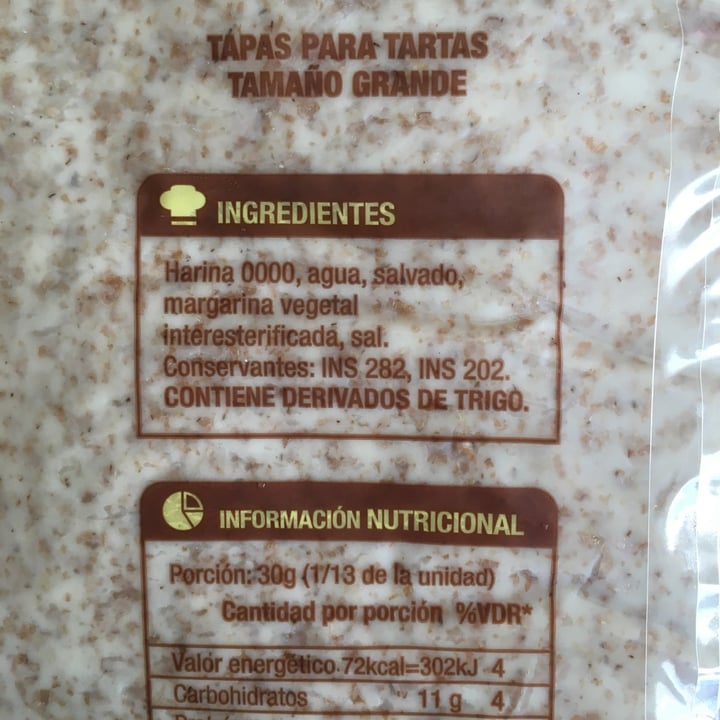 TAPAS PARA TARTAS
TAMAÑO GRANDE
INGREDIENTES
Harina 0000, agua, salvado,
margarina vegetal
interesterificada, sal.
Conservantes: INS 282, INS 202.
CONTIENE DERIVADOS DE TRIGO.
INFORMACIÓN NUTRICIONAL
Porción: 30g (1/13 de la unidad)
Cantidad por porción %VDR*
Valor energético 72kcal=302kJ 4
Carbohidratos 11 g 4